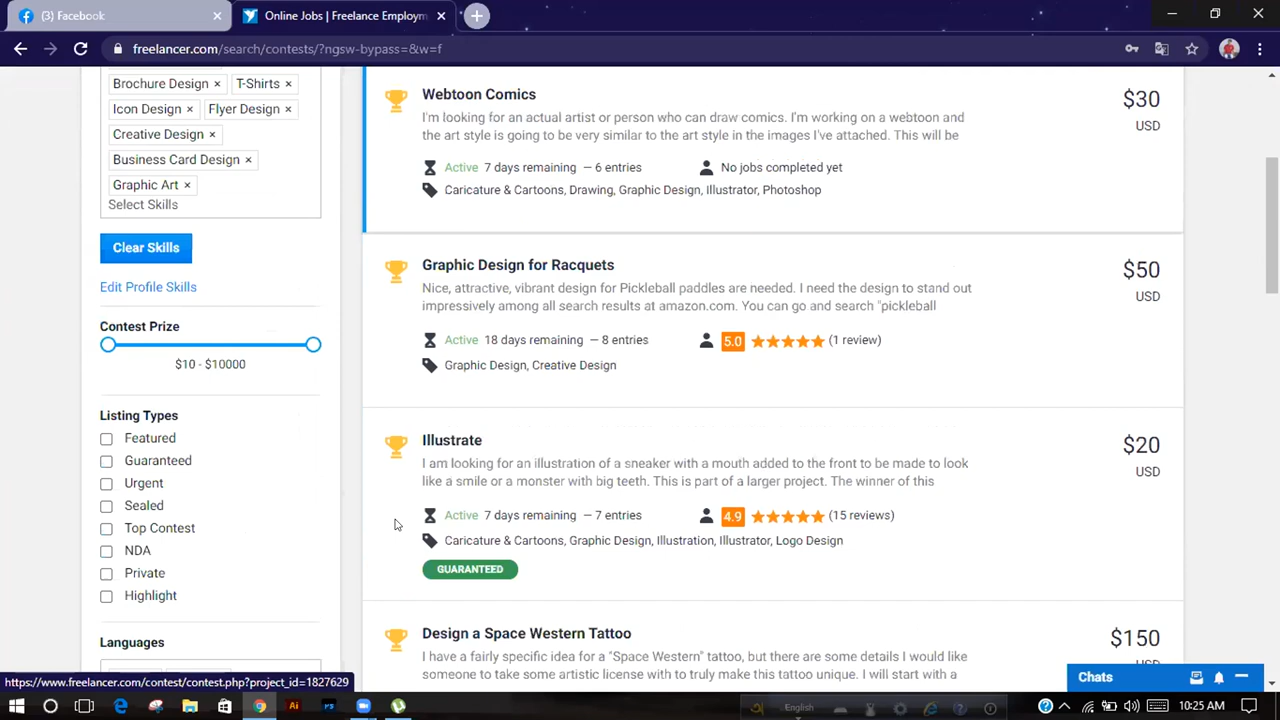 (3) Facebook ×
Online Jobs | Freelance Employm ×
freelancer.com/search/contests/?ngsw-bypass=&w=f
Brochure Design × T-Shirts ×
Icon Design × Flyer Design ×
Creative Design ×
Business Card Design ×
Graphic Art ×
Select Skills
Clear Skills
Edit Profile Skills
Contest Prize
$10 - $10000
Listing Types
Featured
Guaranteed
Urgent
Sealed
Top Contest
NDA
Private
Highlight
Languages
Webtoon Comics
$30
USD
I'm looking for an actual artist or person who can draw comics. I'm working on a webtoon and
the art style is going to be very similar to the art style in the images I've attached. This will be
Active 7 days remaining – 6 entries No jobs completed yet
Caricature & Cartoons, Drawing, Graphic Design, Illustrator, Photoshop
Graphic Design for Racquets
$50
USD
Nice, attractive, vibrant design for Pickleball paddles are needed. I need the design to stand out
impressively among all search results at amazon.com. You can go and search "pickleball
Active 18 days remaining – 8 entries 5.0 (1 review)
Graphic Design, Creative Design
Illustrate
$20
USD
I am looking for an illustration of a sneaker with a mouth added to the front to be made to look
like a smile or a monster with big teeth. This is part of a larger project. The winner of this
Active 7 days remaining – 7 entries 4.9 (15 reviews)
Caricature & Cartoons, Graphic Design, Illustration, Illustrator, Logo Design
GUARANTEED
Design a Space Western Tattoo
$150
I have a fairly specific idea for a "Space Western" tattoo, but there are some details I would like
someone to take some artistic license with to truly make this tattoo unique. I will start with a
Chats
https://www.freelancer.com/contest/contest.php?project_id=1827629
Ai
Ps
English
10:25 AM